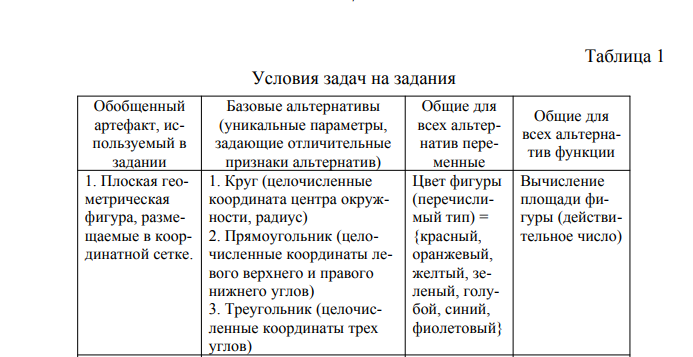 Таблица 1
Условия задач на задания
Обобщенный
артефакт, ис-
пользуемый в
задании
Базовые альтернативы
(уникальные параметры,
задающие отличительные
признаки альтернатив)
Общие для
всех альтер-
натив пере-
менные
Общие для
всех альтерна-
тив функции
1. Плоская гео-
метрическая
фигура, разме-
щаемые в коор-
динатной сетке.
1. Круг (целочисленные
координата центра окруж-
ности, радиус)
2. Прямоугольник (цело-
численные координаты ле-
вого верхнего и правого
нижнего углов)
3. Треугольник (целочис-
ленные координаты трех
углов)
Цвет фигуры
(перечисли-
мый тип) =
{красный,
оранжевый,
желтый, зе-
леный, голу-
бой, синий,
фиолетовый}
Вычисление
площади фи-
гуры (действи-
тельное число)